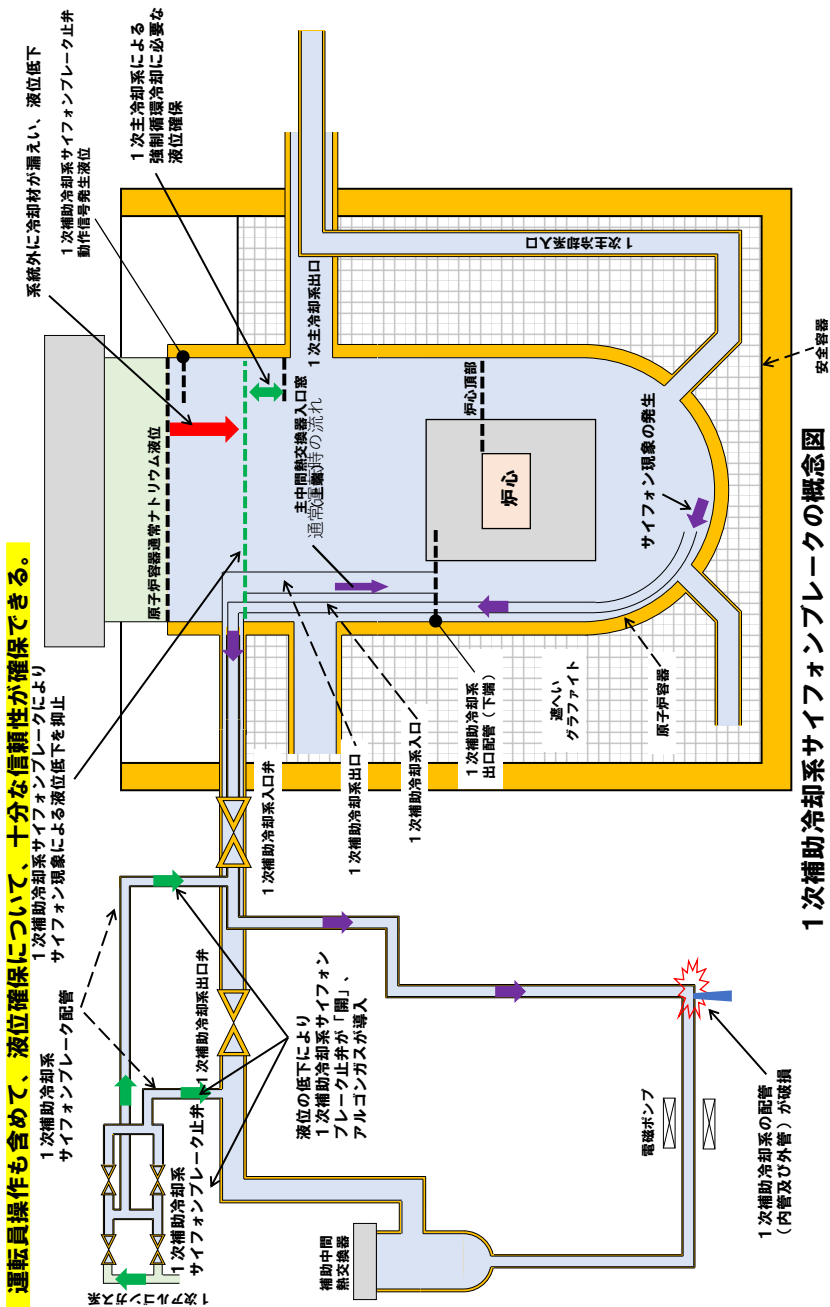 運転員操作も含めて、液位確保について、十分な信頼性が確保できる。
系統外に冷却材が漏えい、液位低下
1次補助冷却系サイフォンブレーク止弁
動作信号発生液位
1次主冷却系による
強制循環冷却に必要な
液位確保
1次補助冷却系サイフォンブレークにより
サイフォン現象による液位低下を抑止
1次補助冷却系
サイフォンブレーク配管
原子炉容器通常ナトリウム液位
1次主冷却系出口
1次主冷却系入口
主中間熱交換器入口窓
通常運転時の流れ
炉心頂部
炉心
サイフォン現象の発生
安全容器
原子炉容器
遮へい
グラファイト
1次補助冷却系
出口配管(下端)
1次補助冷却系入口
1次補助冷却系出口
1次補助冷却系入口弁
1次補助冷却系出口弁
1次補助冷却系
サイフォンブレーク止弁
1次アルゴンガス系
液位の低下により
1次補助冷却系サイフォン
ブレーク止弁が「開」、
アルゴンガスが導入
補助中間
熱交換器
電磁ポンプ
1次補助冷却系の配管
(内管及び外管)が破損
1次補助冷却系サイフォンブレークの概念図